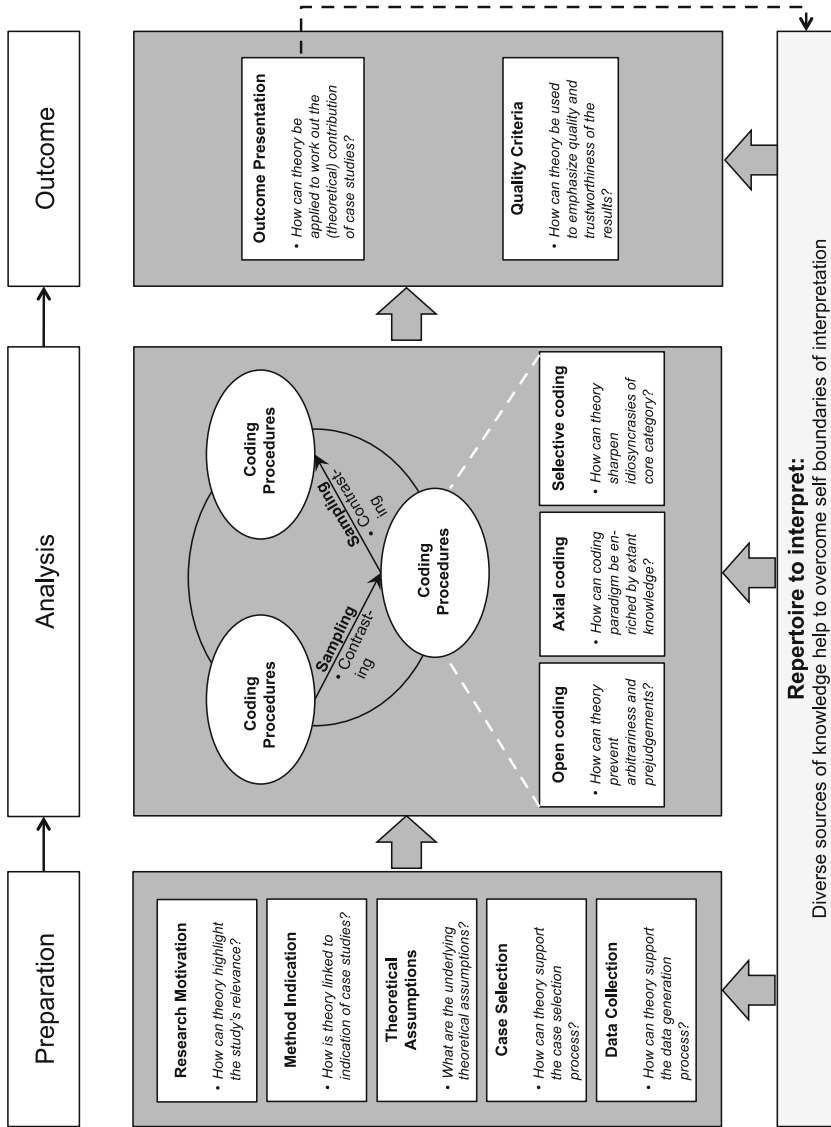 Preparation
Analysis
Outcome
Research Motivation
• How can theory highlight
the study's relevance?
Method Indication
• How is theory linked to
indication of case studies?
Theoretical
Assumptions
• What are the underlying
theoretical assumptions?
Case Selection
• How can theory support
the case selection
process?
Data Collection
• How can theory support
the data generation
process?
Coding
Procedures
Coding
Procedures
Sampling
• Contrast-
ing
Sampling
• Contrast-
ing
Coding
Procedures
Open coding
• How can theory
prevent
arbitrariness and
prejudgements?
Axial coding
• How can coding
paradigm be en-
riched by extant
knowledge?
Selective coding
• How can theory
sharpen
idiosyncrasies of
core category?
Outcome Presentation
• How can theory be
applied to work out the
(theoretical) contribution
of case studies?
Quality Criteria
• How can theory be used
to emphasize quality and
trustworthiness of the
results?
Repertoire to interpret:
Diverse sources of knowledge help to overcome self boundaries of interpretation